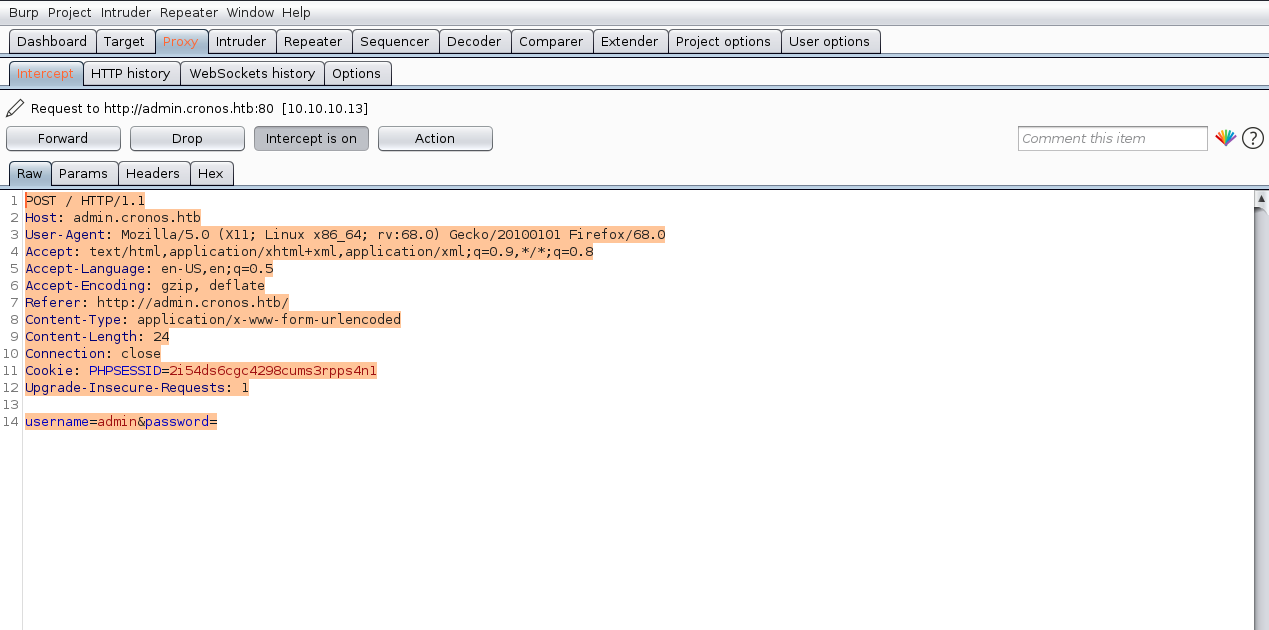 Burp Project Intruder Repeater Window Help
Dashboard Target Proxy Intruder Repeater Sequencer Decoder Comparer Extender Project options User options
Intercept HTTP history WebSockets history Options
Request to http://admin.cronos.htb:80 [10.10.10.13]
Forward Drop Intercept is on Action Comment this item ?
Raw Params Headers Hex
1 POST / HTTP/1.1
2 Host: admin.cronos.htb
3 User-Agent: Mozilla/5.0 (X11; Linux x86_64; rv:68.0) Gecko/20100101 Firefox/68.0
4 Accept: text/html,application/xhtml+xml,application/xml;q=0.9,*/*;q=0.8
5 Accept-Language: en-US,en;q=0.5
6 Accept-Encoding: gzip, deflate
7 Referer: http://admin.cronos.htb/
8 Content-Type: application/x-www-form-urlencoded
9 Content-Length: 24
10 Connection: close
11 Cookie: PHPSESSID=2i54ds6cgc4298cums3rpps4n1
12 Upgrade-Insecure-Requests: 1
13
14 username=admin&password=